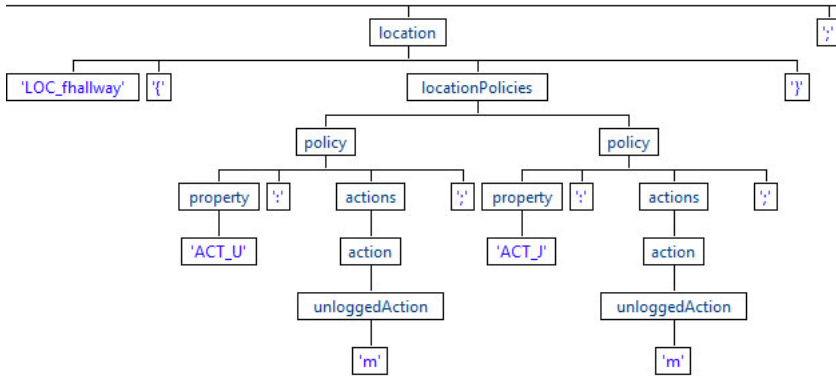 location ';'
'LOC_fhallway' '{' locationPolicies '}'
policy policy
property ':' actions ';' property ':' actions ';'
'ACT_U' action 'ACT_J' action
unloggedAction unloggedAction
'm' 'm'